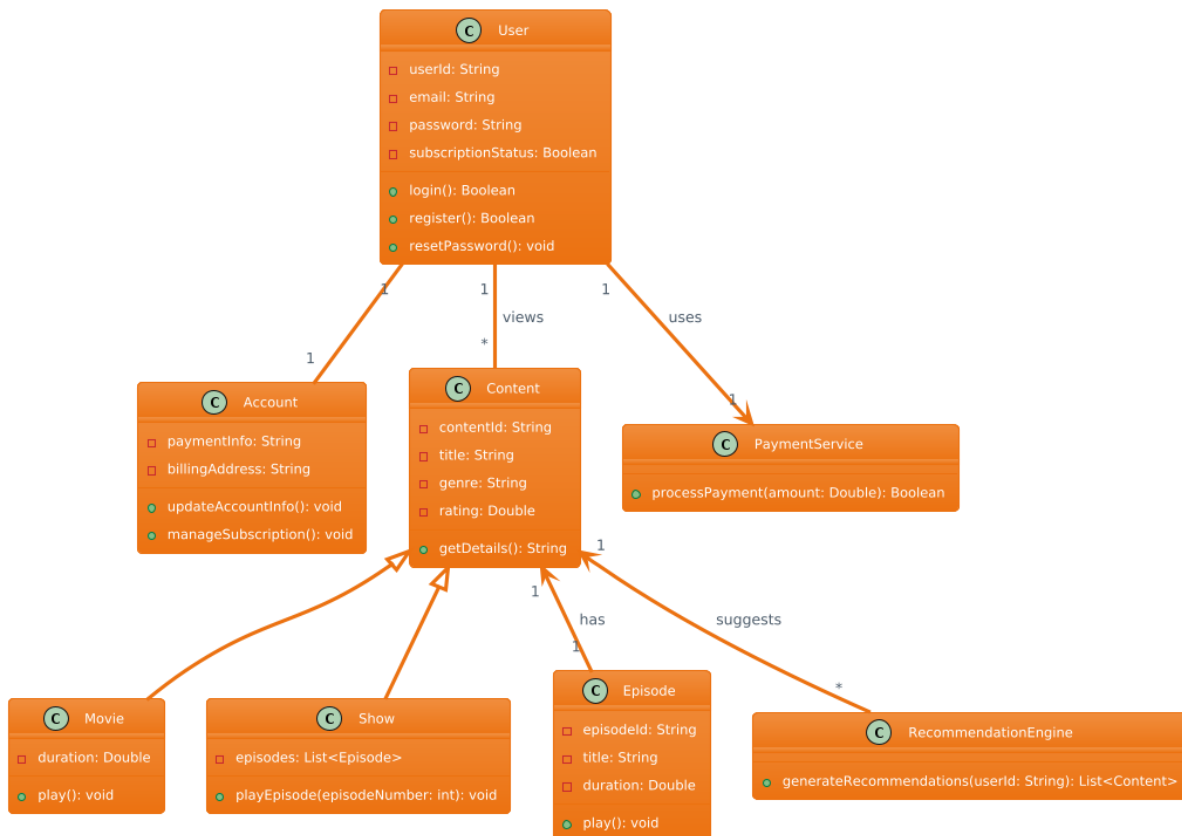 C User
userId: String
email: String
password: String
subscriptionStatus: Boolean
login(): Boolean
register(): Boolean
resetPassword(): void
1
1
1
views
uses
1
*
1
C Account
paymentInfo: String
billingAddress: String
updateAccountInfo(): void
manageSubscription(): void
C Content
contentId: String
title: String
genre: String
rating: Double
getDetails(): String
C PaymentService
processPayment(amount: Double): Boolean
1
1
has
suggests
1
*
C Movie
duration: Double
play(): void
C Show
episodes: List<Episode>
playEpisode(episodeNumber: int): void
C Episode
episodeId: String
title: String
duration: Double
play(): void
C RecommendationEngine
generateRecommendations(userId: String): List<Content>